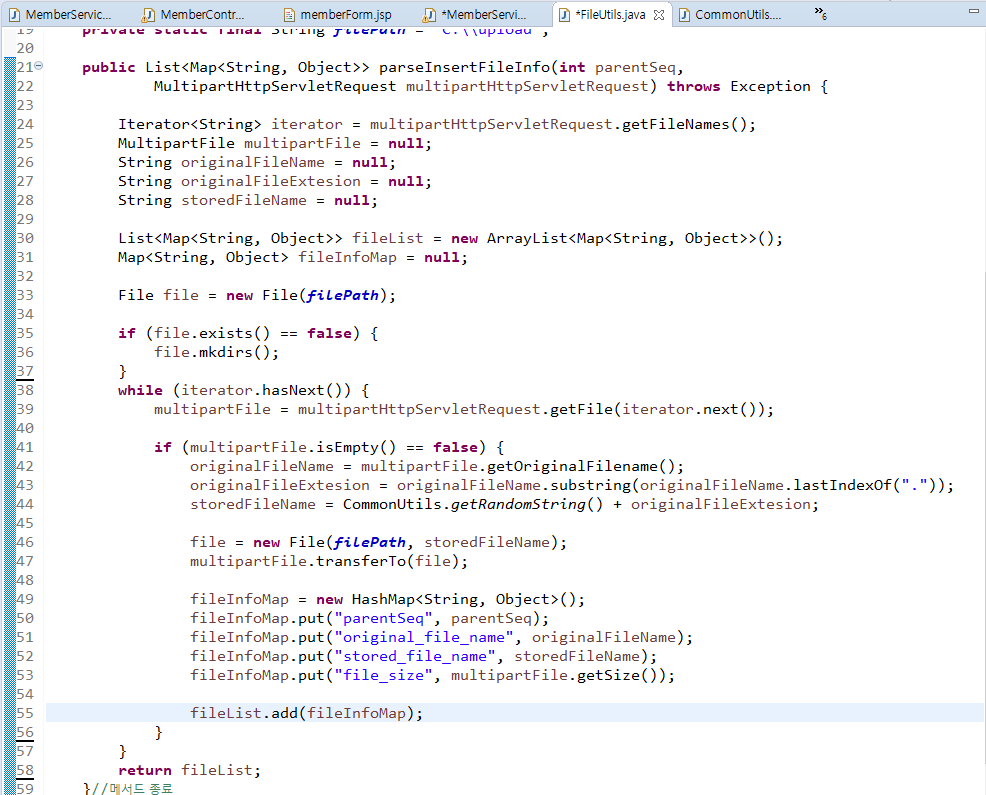 MemberServic...
MemberContr...
memberForm.jsp
*MemberServi...
*FileUtils.java
CommonUtils....
»6
19 private static final String filePath = "C:\\upload";
20
21 public List<Map<String, Object>> parseInsertFileInfo(int parentSeq,
22 MultipartHttpServletRequest multipartHttpServletRequest) throws Exception {
23
24 Iterator<String> iterator = multipartHttpServletRequest.getFileNames();
25 MultipartFile multipartFile = null;
26 String originalFileName = null;
27 String originalFileExtesion = null;
28 String storedFileName = null;
29
30 List<Map<String, Object>> fileList = new ArrayList<Map<String, Object>>();
31 Map<String, Object> fileInfoMap = null;
32
33 File file = new File(filePath);
34
35 if (file.exists() == false) {
36 file.mkdirs();
37 }
38 while (iterator.hasNext()) {
39 multipartFile = multipartHttpServletRequest.getFile(iterator.next());
40
41 if (multipartFile.isEmpty() == false) {
42 originalFileName = multipartFile.getOriginalFilename();
43 originalFileExtesion = originalFileName.substring(originalFileName.lastIndexOf("."));
44 storedFileName = CommonUtils.getRandomString() + originalFileExtesion;
45
46 file = new File(filePath, storedFileName);
47 multipartFile.transferTo(file);
48
49 fileInfoMap = new HashMap<String, Object>();
50 fileInfoMap.put("parentSeq", parentSeq);
51 fileInfoMap.put("original_file_name", originalFileName);
52 fileInfoMap.put("stored_file_name", storedFileName);
53 fileInfoMap.put("file_size", multipartFile.getSize());
54
55 fileList.add(fileInfoMap);
56 }
57 }
58 return fileList;
59 }//메서드 종료